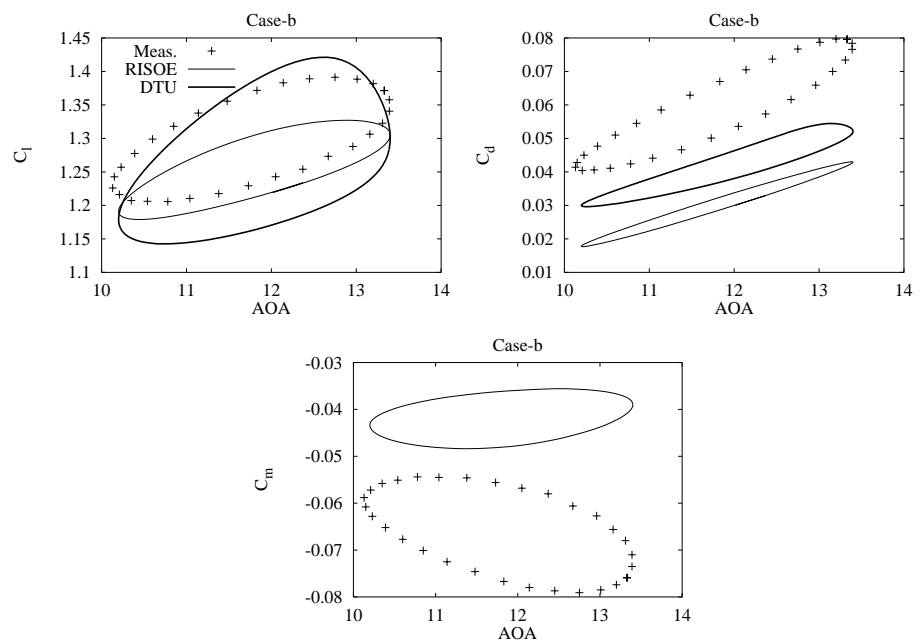 Case-b
1.45
1.4
1.35
1.3
1.25
1.2
1.15
1.1
C_l
Meas.
RISOE
DTU
10 11 12 13 14
AOA
Case-b
0.08
0.07
0.06
0.05
0.04
0.03
0.02
0.01
C_d
10 11 12 13 14
AOA
Case-b
-0.03
-0.04
-0.05
-0.06
-0.07
-0.08
C_m
10 11 12 13 14
AOA